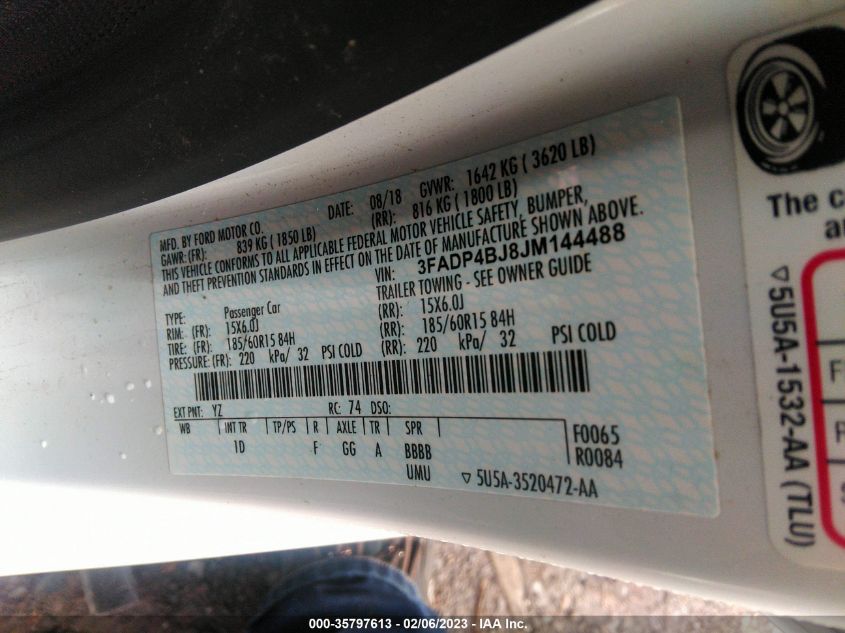 MFD. BY FORD MOTOR CO.
DATE: 08/18 GVWR: 1642 KG ( 3620 LB)
GAWR: (FR): 839 KG ( 1850 LB) (RR): 816 KG ( 1800 LB)
THIS VEHICLE CONFORMS TO ALL APPLICABLE FEDERAL MOTOR VEHICLE SAFETY, BUMPER,
AND THEFT PREVENTION STANDARDS IN EFFECT ON THE DATE OF MANUFACTURE SHOWN ABOVE.
VIN: 3FADP4BJ8JM144488
TYPE: Passenger Car TRAILER TOWING - SEE OWNER GUIDE
RIM: (FR): 15X6.0J (RR): 15X6.0J
TIRE: (FR): 185/60R15 84H (RR): 185/60R15 84H
PRESSURE: (FR): 220 kPa/ 32 PSI COLD (RR): 220 kPa/ 32 PSI COLD
EXT PNT: YZ RC: 74 DSO:
WB INT TR TP/PS R AXLE TR SPR F0065
1D F GG A BBBB R0084
UMU ▽ 5U5A-3520472-AA
The c
a
▽ 5U5A-1532-AA (TLU)
F
R
000-35797613 - 02/06/2023 - IAA Inc.